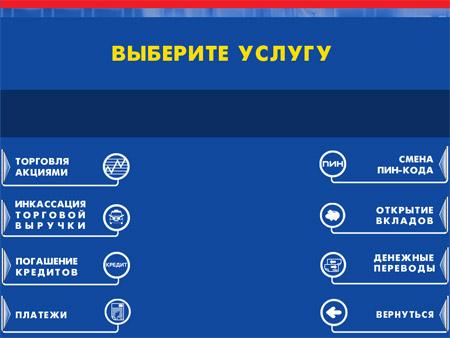 ВЫБЕРИТЕ УСЛУГУ
ТОРГОВЛЯ
АКЦИЯМИ
ИНКАССАЦИЯ
ТОРГОВОЙ
ВЫРУЧКИ
ПОГАШЕНИЕ
КРЕДИТОВ
КРЕДИТ
ПЛАТЕЖИ
ПИН
СМЕНА
ПИН-КОДА
ОТКРЫТИЕ
ВКЛАДОВ
ДЕНЕЖНЫЕ
ПЕРЕВОДЫ
ВЕРНУТЬСЯ